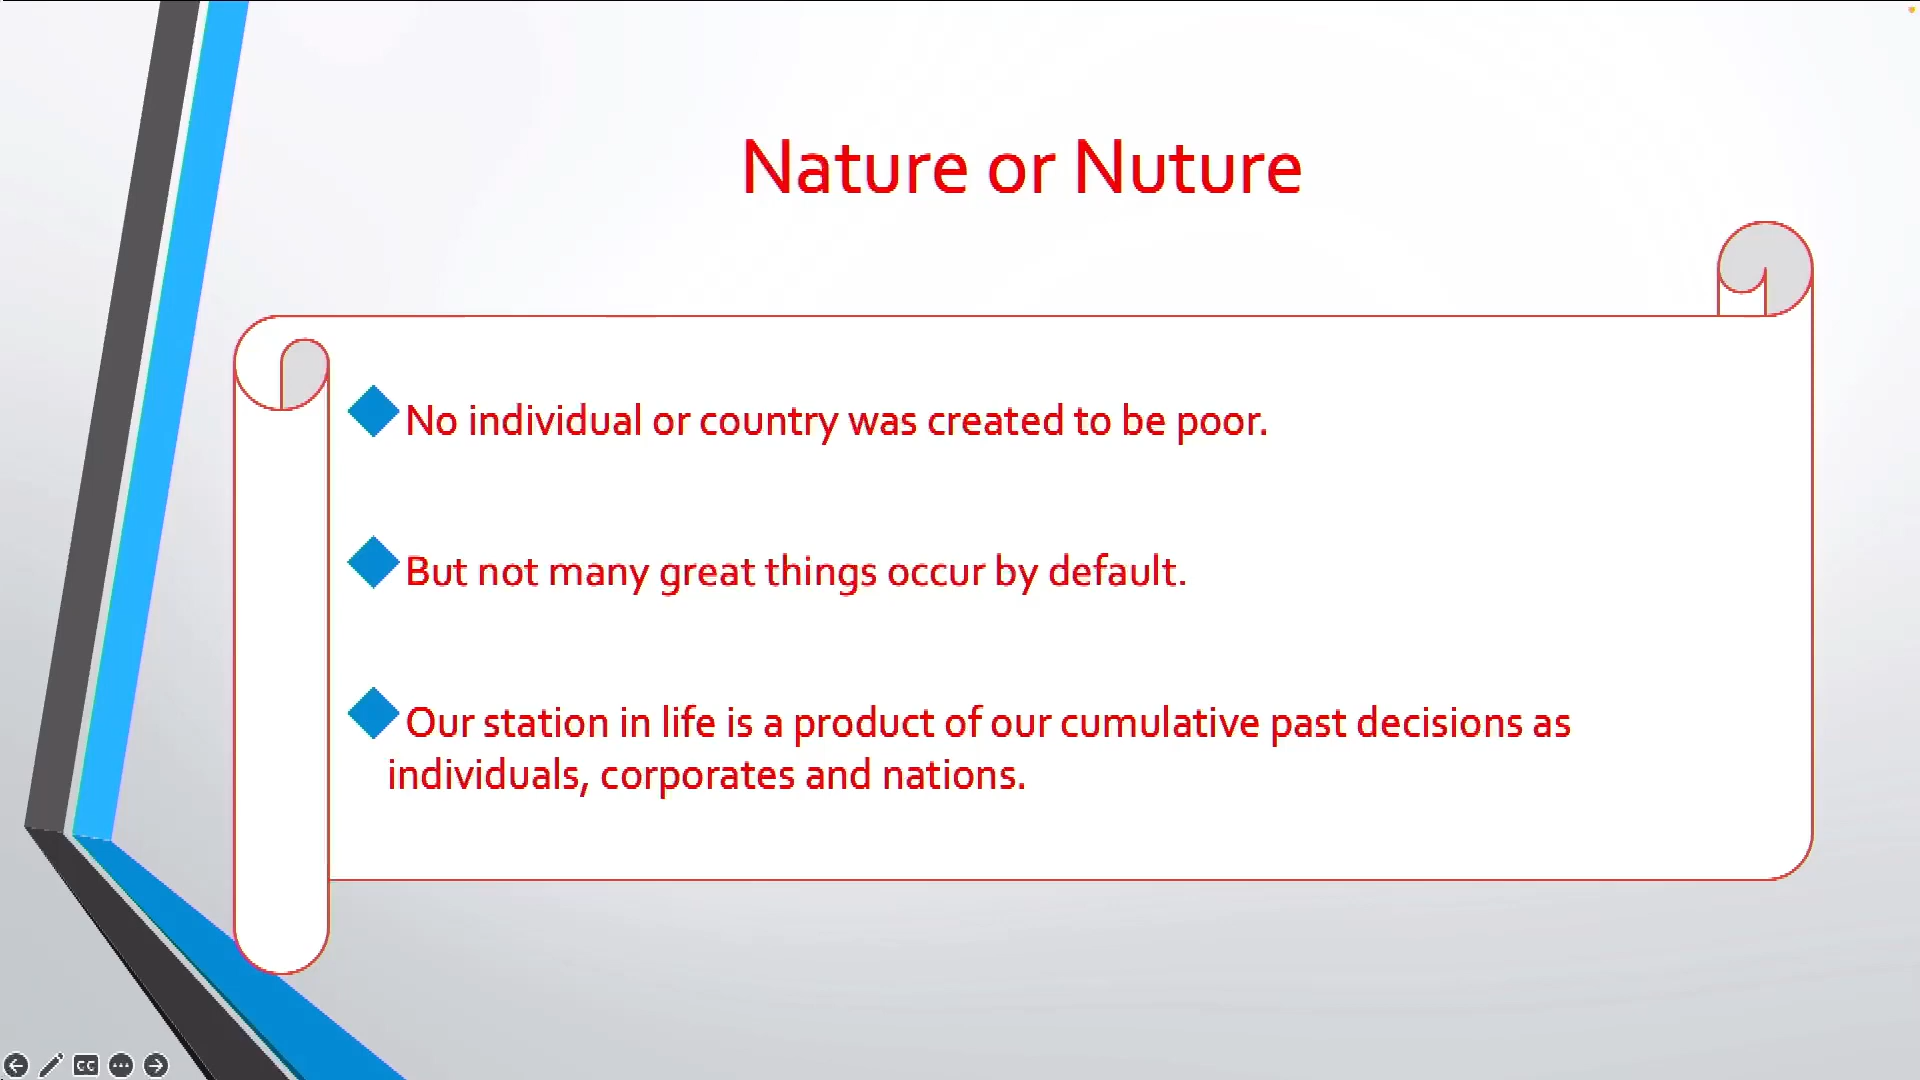 Nature or Nuture
No individual or country was created to be poor.
But not many great things occur by default.
Our station in life is a product of our cumulative past decisions as
individuals, corporates and nations.
CC